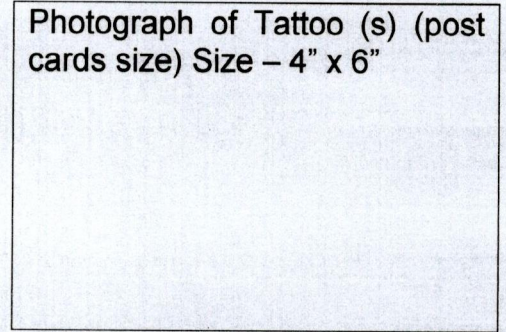 Photograph of Tattoo (s) (post
cards size) Size – 4” x 6”